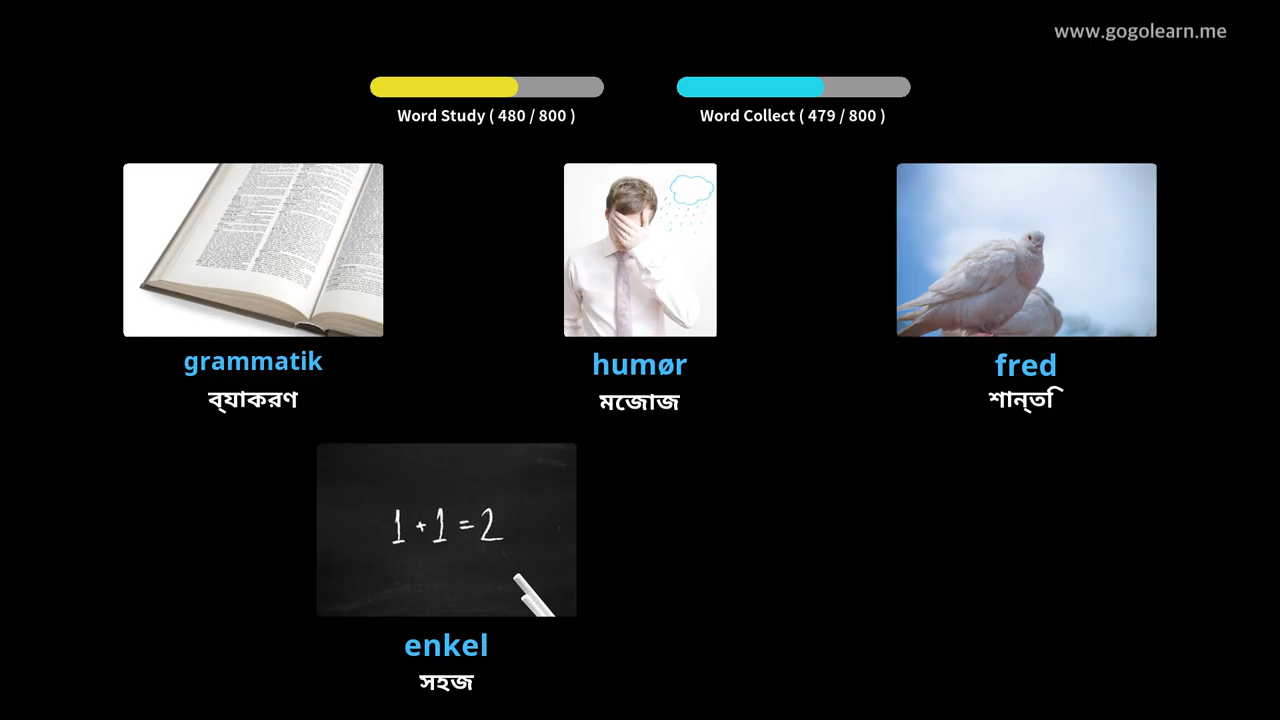 www.gogolearn.me
Word Study ( 480 / 800 )
Word Collect ( 479 / 800 )
grammatik
humør
fred
ব্যাকরণ
মেজাজ
শান্তি
1 + 1 = 2
enkel
সহজ